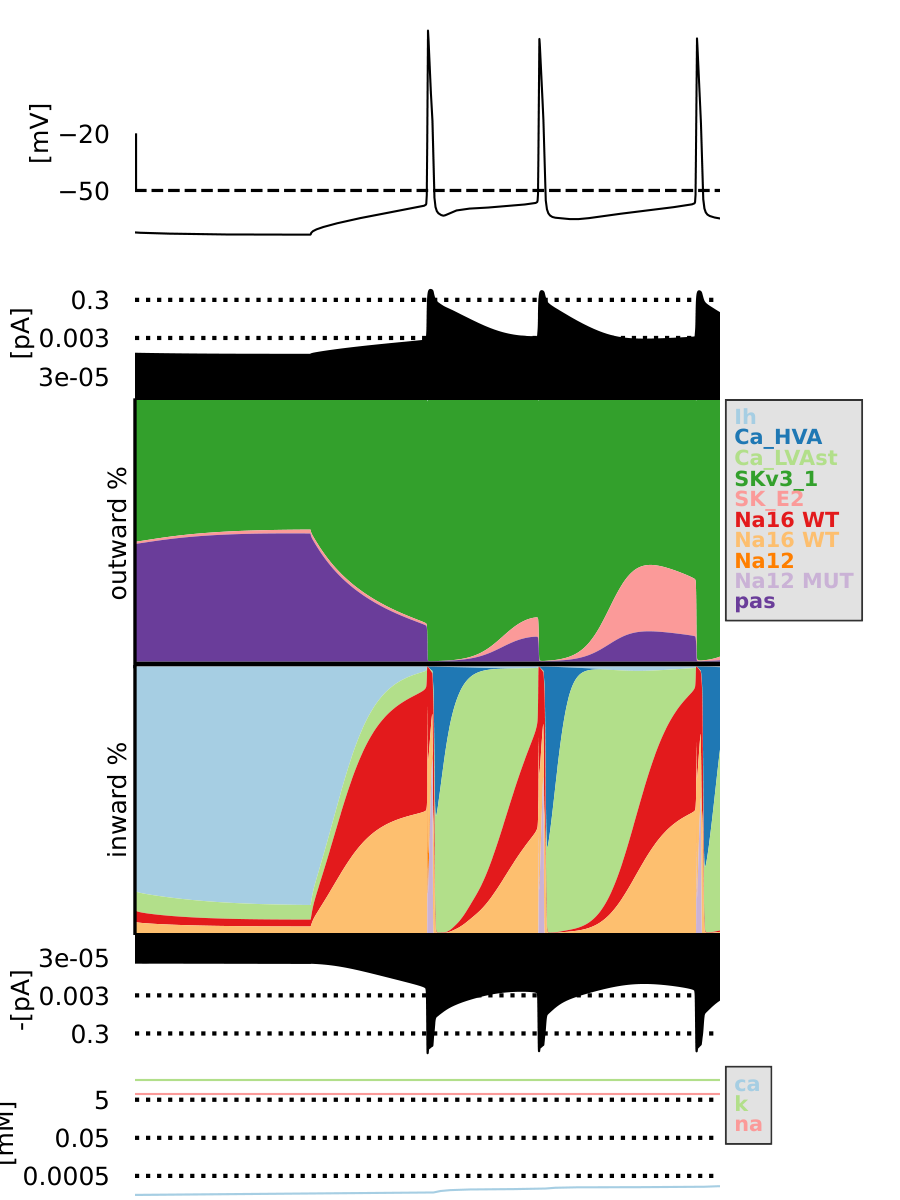 [mV]
−20
−50
[pA]
0.3
0.003
3e-05
outward %
Ih
Ca_HVA
Ca_LVAst
SKv3_1
SK_E2
Na16 WT
Na16 WT
Na12
Na12 MUT
pas
inward %
-[pA]
3e-05
0.003
0.3
[mM]
5
0.05
0.0005
ca
k
na